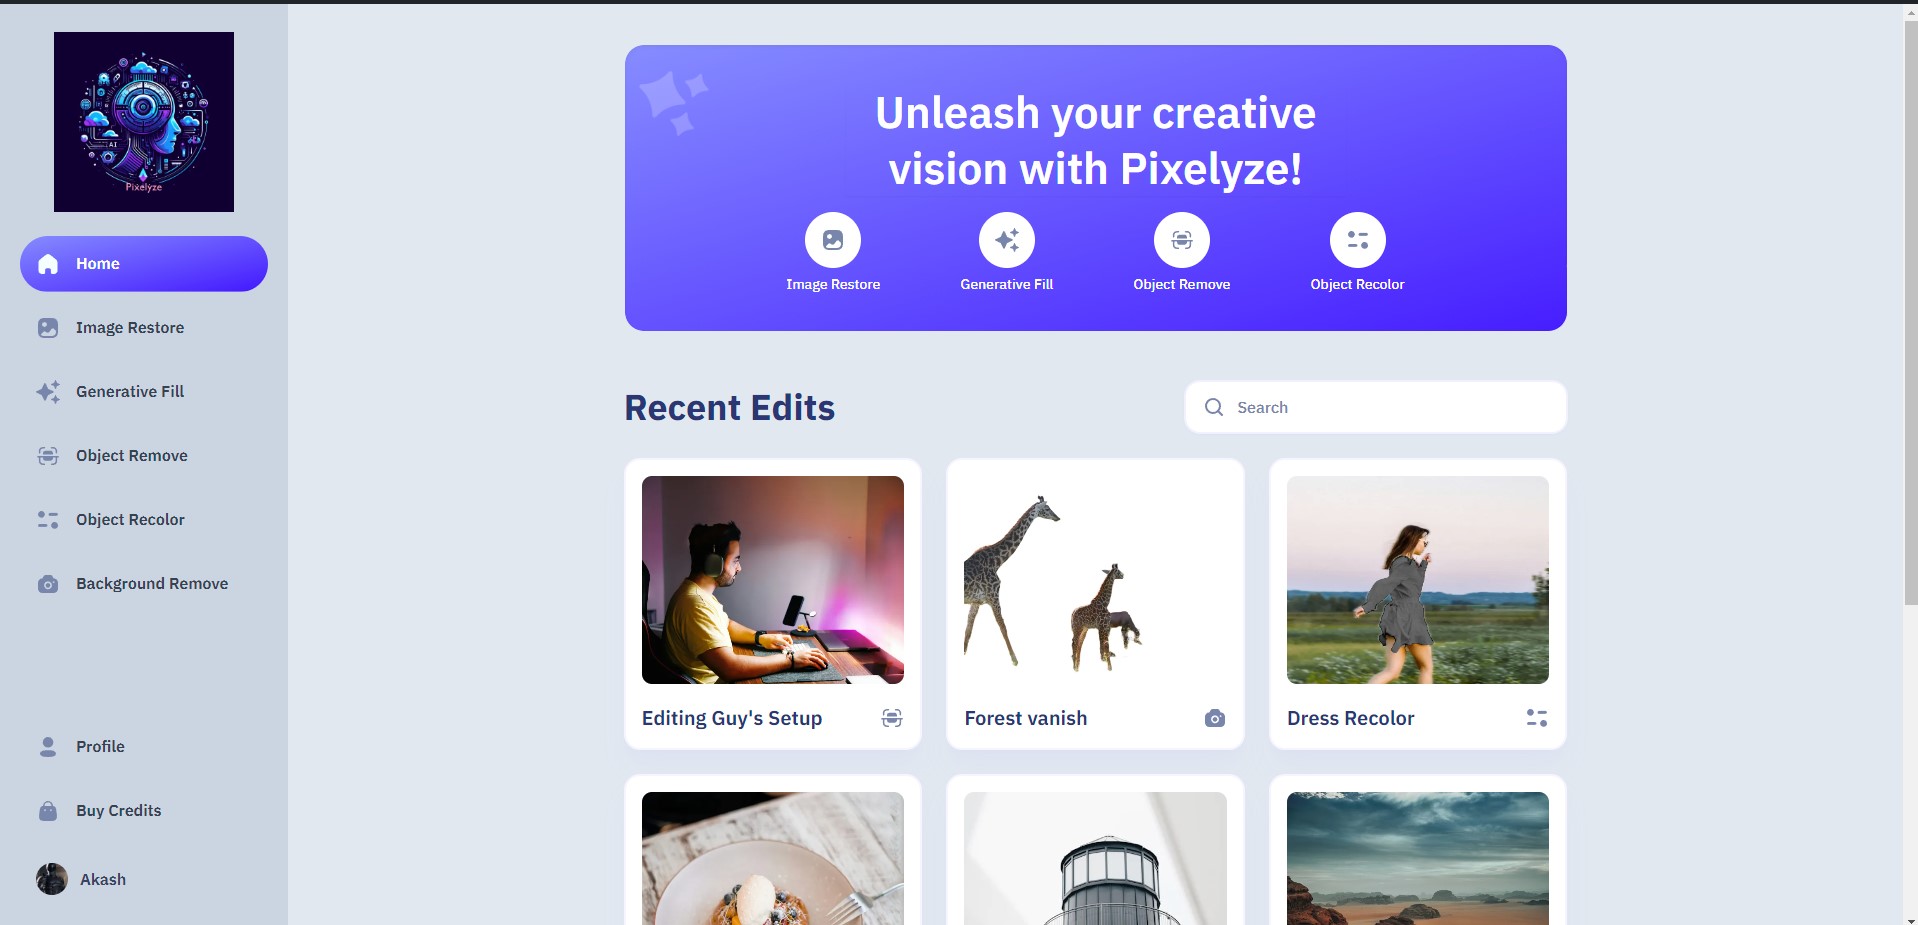 AI
Pixelyze
Home
Image Restore
Generative Fill
Object Remove
Object Recolor
Background Remove
Profile
Buy Credits
Akash
Unleash your creative
vision with Pixelyze!
Image Restore
Generative Fill
Object Remove
Object Recolor
Recent Edits
Search
Editing Guy's Setup
Forest vanish
Dress Recolor